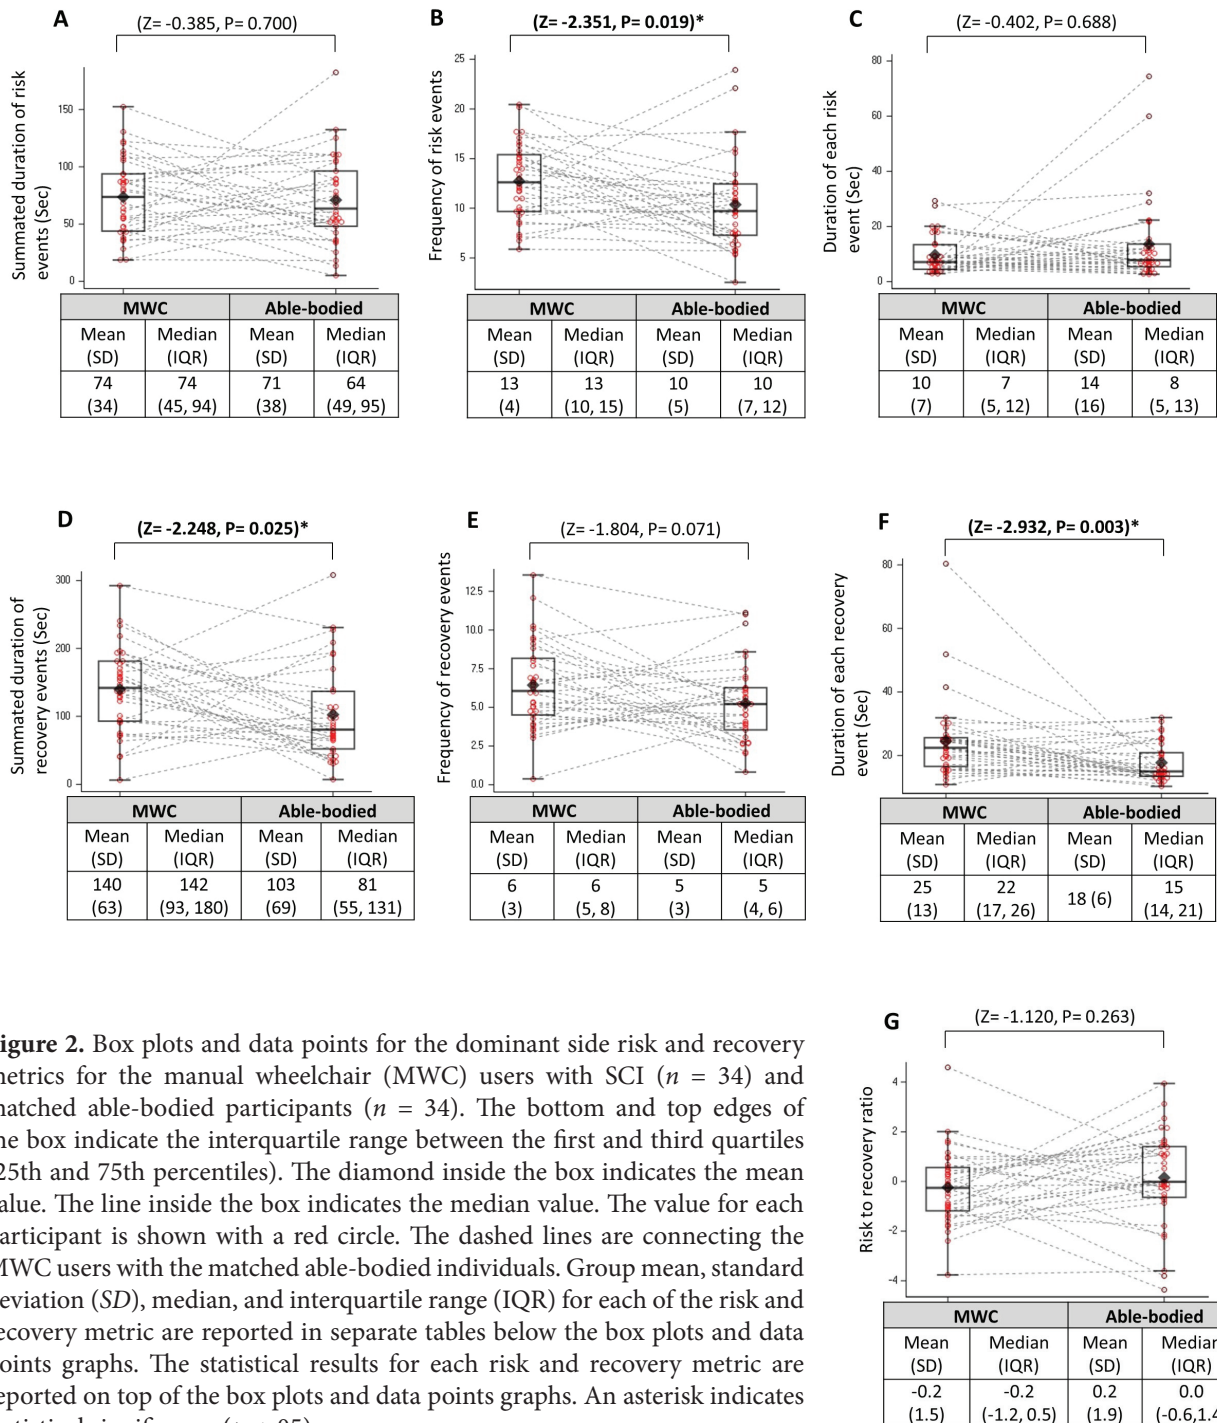 A
(Z= -0.385, P= 0.700)
Summated duration of risk
events (Sec)
150
100
50
0
MWC Able-bodied
Mean Median Mean Median
(SD) (IQR) (SD) (IQR)
74 74 71 64
(34) (45, 94) (38) (49, 95)
B
(Z= -2.351, P= 0.019)*
Frequency of risk events
25
20
15
10
5
MWC Able-bodied
Mean Median Mean Median
(SD) (IQR) (SD) (IQR)
13 13 10 10
(4) (10, 15) (5) (7, 12)
C
(Z= -0.402, P= 0.688)
Duration of each risk
event (Sec)
80
60
40
20
0
MWC Able-bodied
Mean Median Mean Median
(SD) (IQR) (SD) (IQR)
10 7 14 8
(7) (5, 12) (16) (5, 13)
D
(Z= -2.248, P= 0.025)*
Summated duration of
recovery events (Sec)
300
200
100
0
MWC Able-bodied
Mean Median Mean Median
(SD) (IQR) (SD) (IQR)
140 142 103 81
(63) (93, 180) (69) (55, 131)
E
(Z= -1.804, P= 0.071)
Frequency of recovery events
12.5
10.0
7.5
5.0
2.5
0.0
MWC Able-bodied
Mean Median Mean Median
(SD) (IQR) (SD) (IQR)
6 6 5 5
(3) (5, 8) (3) (4, 6)
F
(Z= -2.932, P= 0.003)*
Duration of each recovery
event (Sec)
80
60
40
20
MWC Able-bodied
Mean Median Mean Median
(SD) (IQR) (SD) (IQR)
25 22 18 (6) 15
(13) (17, 26) (14, 21)
igure 2. Box plots and data points for the dominant side risk and recovery
metrics for the manual wheelchair (MWC) users with SCI (n = 34) and
matched able-bodied participants (n = 34). The bottom and top edges of
he box indicate the interquartile range between the first and third quartiles
25th and 75th percentiles). The diamond inside the box indicates the mean
alue. The line inside the box indicates the median value. The value for each
articipant is shown with a red circle. The dashed lines are connecting the
MWC users with the matched able-bodied individuals. Group mean, standard
eviation (SD), median, and interquartile range (IQR) for each of the risk and
ecovery metric are reported in separate tables below the box plots and data
oints graphs. The statistical results for each risk and recovery metric are
eported on top of the box plots and data points graphs. An asterisk indicates
G
(Z= -1.120, P= 0.263)
Risk to recovery ratio
4
2
0
-2
-4
MWC Able-bodied
Mean Median Mean Median
(SD) (IQR) (SD) (IQR)
-0.2 -0.2 0.2 0.0
(1.5) (-1.2, 0.5) (1.9) (-0.6,1.4